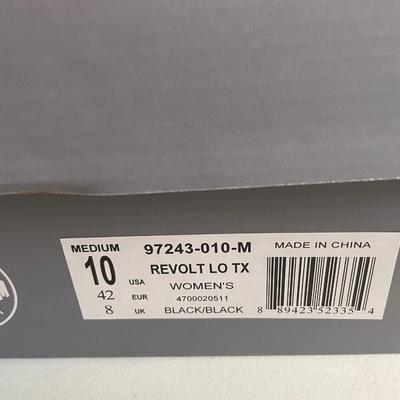 MEDIUM 97243-010-M MADE IN CHINA
10 USA REVOLT LO TX
42 EUR WOMEN'S
4700020511
8 UK BLACK/BLACK 8 89423 52335 4